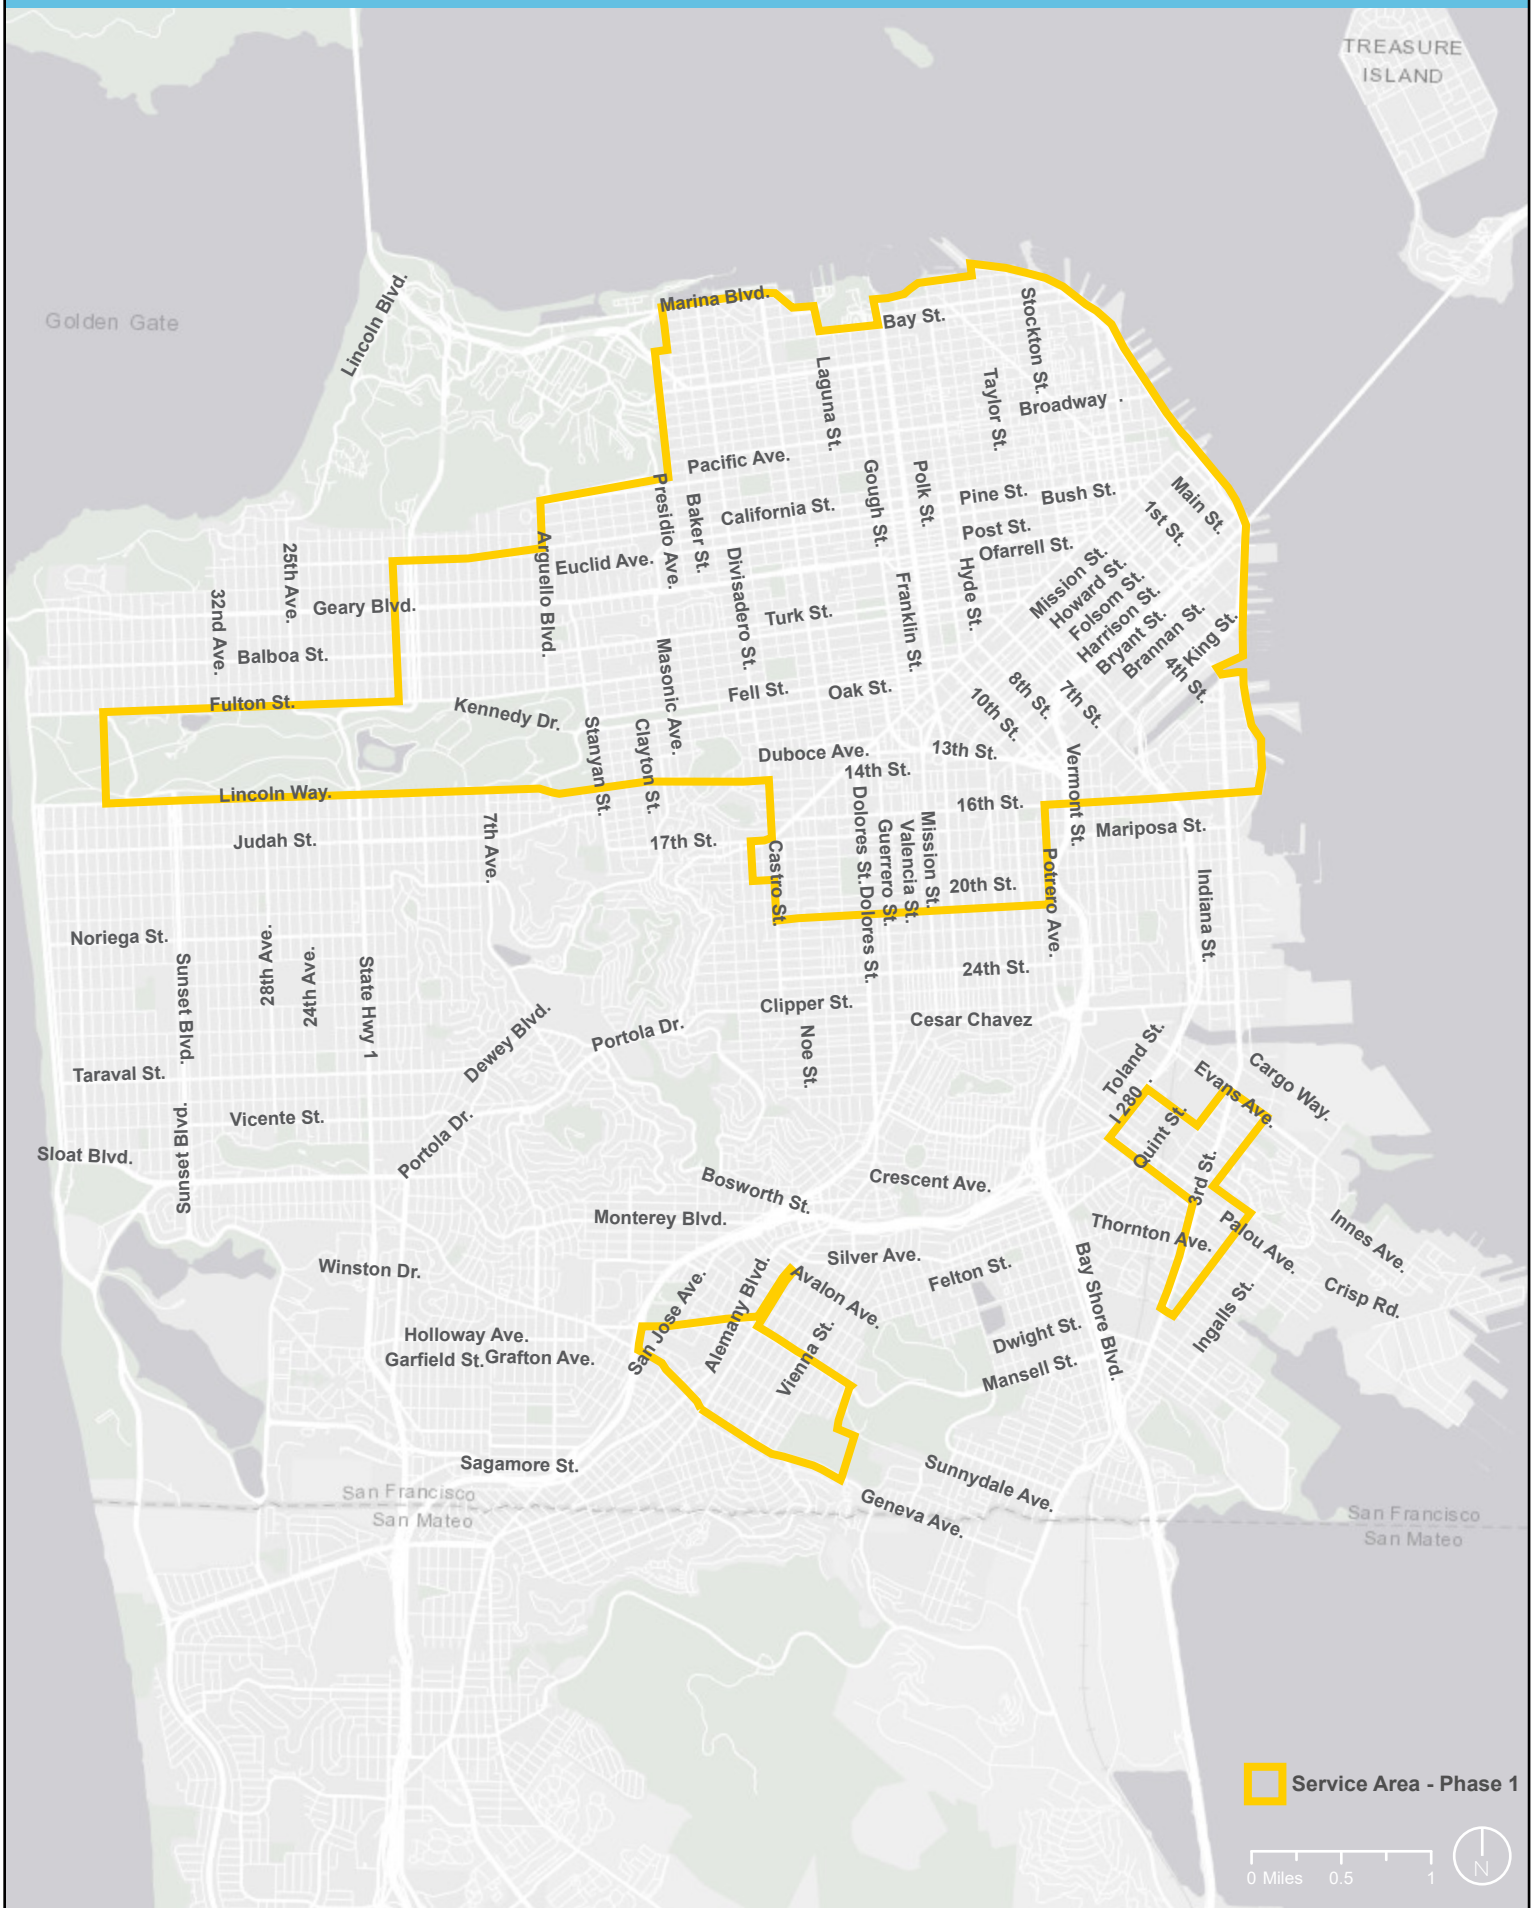 TREASURE
ISLAND
Golden Gate
Lincoln Blvd.
Marina Blvd.
Bay St.
Stockton St.
Laguna St.
Taylor St.
Broadway .
Pacific Ave.
Presidio Ave.
Baker St.
California St.
Gough St.
Polk St.
Pine St.
Bush St.
Main St.
1st St.
Post St.
Ofarrell St.
Arguello Blvd.
Euclid Ave.
Divisadero St.
Hyde St.
Mission St.
Howard St.
Folsom St.
Harrison St.
Bryant St.
Brannan St.
King St.
4th St.
25th Ave.
32nd Ave.
Geary Blvd.
Turk St.
Franklin St.
Balboa St.
Masonic Ave.
Fulton St.
Kennedy Dr.
Fell St.
Oak St.
10th St.
8th St.
7th St.
Stanyan St.
Clayton St.
Duboce Ave.
13th St.
Vermont St.
14th St.
Lincoln Way.
Dolores St.
Guerrero St.
Valencia St.
Mission St.
16th St.
Mariposa St.
Judah St.
7th Ave.
17th St.
Castro St.
Potrero Ave.
20th St.
Indiana St.
Dolores St.
Noriega St.
Sunset Blvd.
28th Ave.
24th Ave.
State Hwy 1
24th St.
Clipper St.
Cesar Chavez
Dewey Blvd.
Portola Dr.
Noe St.
Toland St.
I 280 .
Evans Ave.
Cargo Way.
Taraval St.
Vicente St.
Sunset Blvd.
Portola Dr.
Sloat Blvd.
Quint St.
3rd St.
Bosworth St.
Crescent Ave.
Monterey Blvd.
Thornton Ave.
Palou Ave.
Innes Ave.
Winston Dr.
Silver Ave.
Felton St.
Bay Shore Blvd.
Crisp Rd.
Ingalls St.
San Jose Ave.
Alemany Blvd.
Avalon Ave.
Vienna St.
Holloway Ave.
Garfield St.
Grafton Ave.
Dwight St.
Mansell St.
Sagamore St.
Sunnydale Ave.
Geneva Ave.
San Francisco
San Mateo
San Francisco
San Mateo
Service Area - Phase 1
0 Miles 0.5 1
N